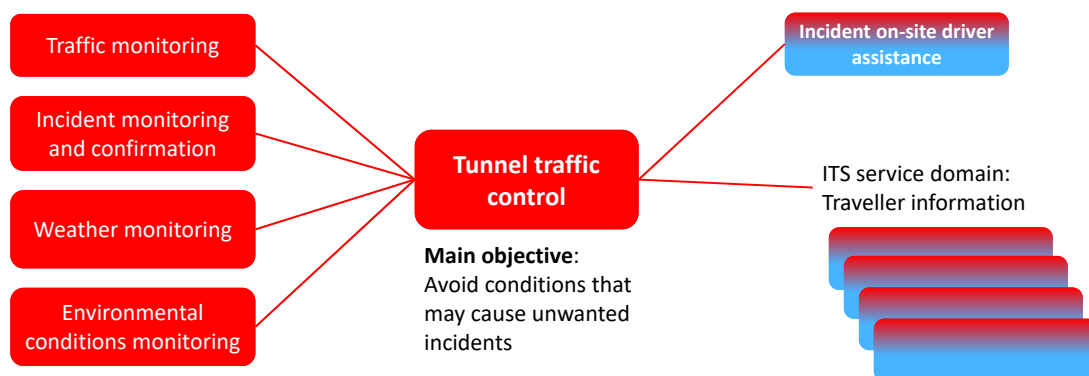 Traffic monitoring
Incident monitoring
and confirmation
Weather monitoring
Environmental
conditions monitoring
Tunnel traffic
control
Main objective:
Avoid conditions that
may cause unwanted
incidents
Incident on-site driver
assistance
ITS service domain:
Traveller information